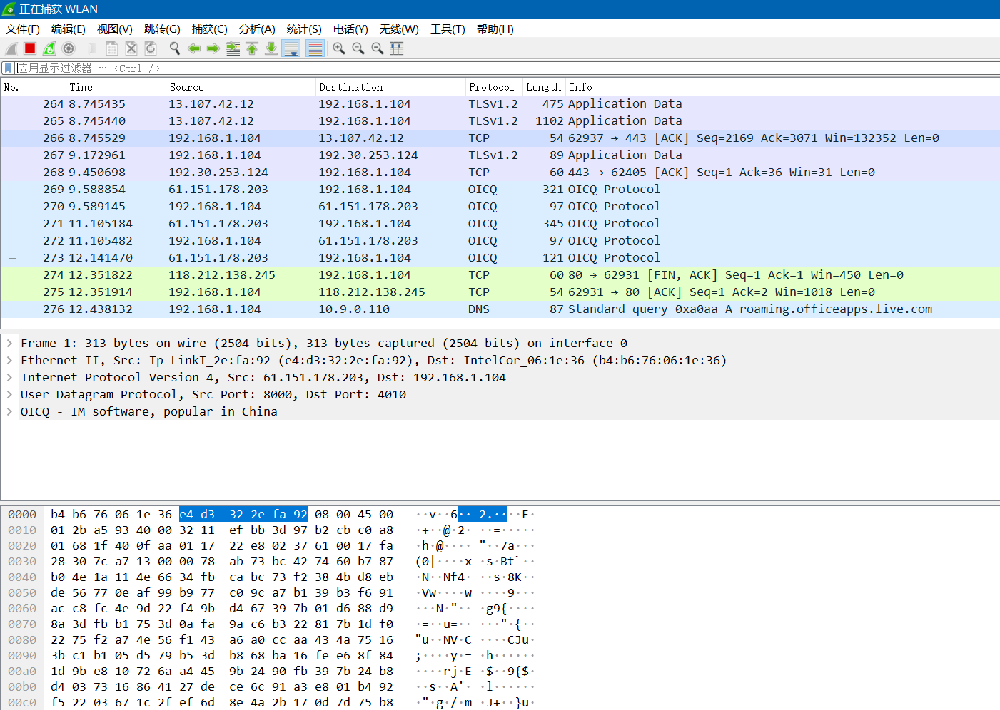 正在捕获 WLAN
文件(F) 编辑(E) 视图(V) 跳转(G) 捕获(C) 分析(A) 统计(S) 电话(Y) 无线(W) 工具(T) 帮助(H)
应用显示过滤器 … <Ctrl-/>
No. Time Source Destination Protocol Length Info
264 8.745435 13.107.42.12 192.168.1.104 TLSv1.2 475 Application Data
265 8.745440 13.107.42.12 192.168.1.104 TLSv1.2 1102 Application Data
266 8.745529 192.168.1.104 13.107.42.12 TCP 54 62937 → 443 [ACK] Seq=2169 Ack=3071 Win=132352 Len=0
267 9.172961 192.168.1.104 192.30.253.124 TLSv1.2 89 Application Data
268 9.450698 192.30.253.124 192.168.1.104 TCP 60 443 → 62405 [ACK] Seq=1 Ack=36 Win=31 Len=0
269 9.588854 61.151.178.203 192.168.1.104 OICQ 321 OICQ Protocol
270 9.589145 192.168.1.104 61.151.178.203 OICQ 97 OICQ Protocol
271 11.105184 61.151.178.203 192.168.1.104 OICQ 345 OICQ Protocol
272 11.105482 192.168.1.104 61.151.178.203 OICQ 97 OICQ Protocol
273 12.141470 61.151.178.203 192.168.1.104 OICQ 121 OICQ Protocol
274 12.351822 118.212.138.245 192.168.1.104 TCP 60 80 → 62931 [FIN, ACK] Seq=1 Ack=1 Win=450 Len=0
275 12.351914 192.168.1.104 118.212.138.245 TCP 54 62931 → 80 [ACK] Seq=1 Ack=2 Win=1018 Len=0
276 12.438132 192.168.1.104 10.9.0.110 DNS 87 Standard query 0xa0aa A roaming.officeapps.live.com
Frame 1: 313 bytes on wire (2504 bits), 313 bytes captured (2504 bits) on interface 0
Ethernet II, Src: Tp-LinkT_2e:fa:92 (e4:d3:32:2e:fa:92), Dst: IntelCor_06:1e:36 (b4:b6:76:06:1e:36)
Internet Protocol Version 4, Src: 61.151.178.203, Dst: 192.168.1.104
User Datagram Protocol, Src Port: 8000, Dst Port: 4010
OICQ - IM software, popular in China
0000 b4 b6 76 06 1e 36 e4 d3 32 2e fa 92 08 00 45 00 ··v··6·· 2.····E·
0010 01 2b a5 93 40 00 32 11 ef bb 3d 97 b2 cb c0 a8 ·+··@·2· ··=·····
0020 01 68 1f 40 0f aa 01 17 22 e8 02 37 61 00 17 fa ·h·@···· "··7a···
0030 28 30 7c a7 13 00 00 78 ab 73 bc 42 74 60 b7 87 (0|····x ·s·Bt`··
0040 b0 4e 1a 11 4e 66 34 fb ca bc 73 f2 38 4b d8 eb ·N··Nf4· ··s·8K··
0050 de 56 77 0e af 99 b9 77 c0 9c a7 b1 39 b3 f6 91 ·Vw····w ····9···
0060 ac c8 fc 4e 9d 22 f4 9b d4 67 39 7b 01 d6 88 d9 ···N·"·· ·g9{····
0070 8a 3d fb b1 75 3d 0a fa 9a c6 b3 22 81 7b 1d f0 ·=··u=·· ···"·{··
0080 22 75 f2 a7 4e 56 f1 43 a6 a0 cc aa 43 4a 75 16 "u··NV·C ····CJu·
0090 3b c1 b1 05 d5 79 b5 3d b8 68 ba 16 fe e6 8f 84 ;····y·= ·h······
00a0 1d 9b e8 10 72 6a a4 45 9b 24 90 fb 39 7b 24 b8 ····rj·E ·$··9{$·
00b0 d4 03 73 16 86 41 27 de ce 6c 91 a3 e8 01 b4 92 ··s··A'· ·l······
00c0 f5 22 03 67 1c 2f ef 6d 8e 4a 2b 17 0d 7d 75 b8 ·"·g·/·m ·J+··}u·